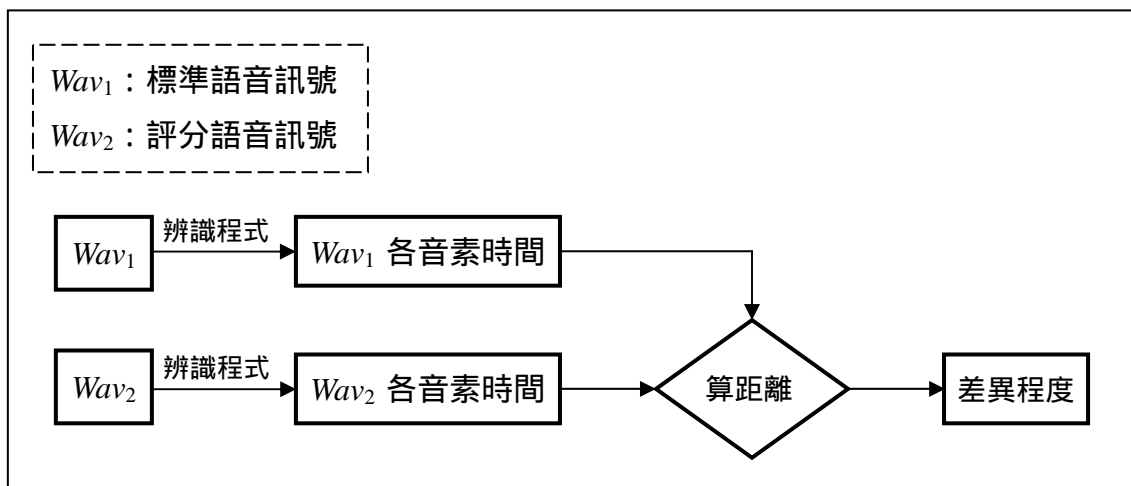 Wav₁：標準語音訊號
Wav₂：評分語音訊號
Wav₁
辨識程式
Wav₁ 各音素時間
Wav₂
辨識程式
Wav₂ 各音素時間
算距離
差異程度